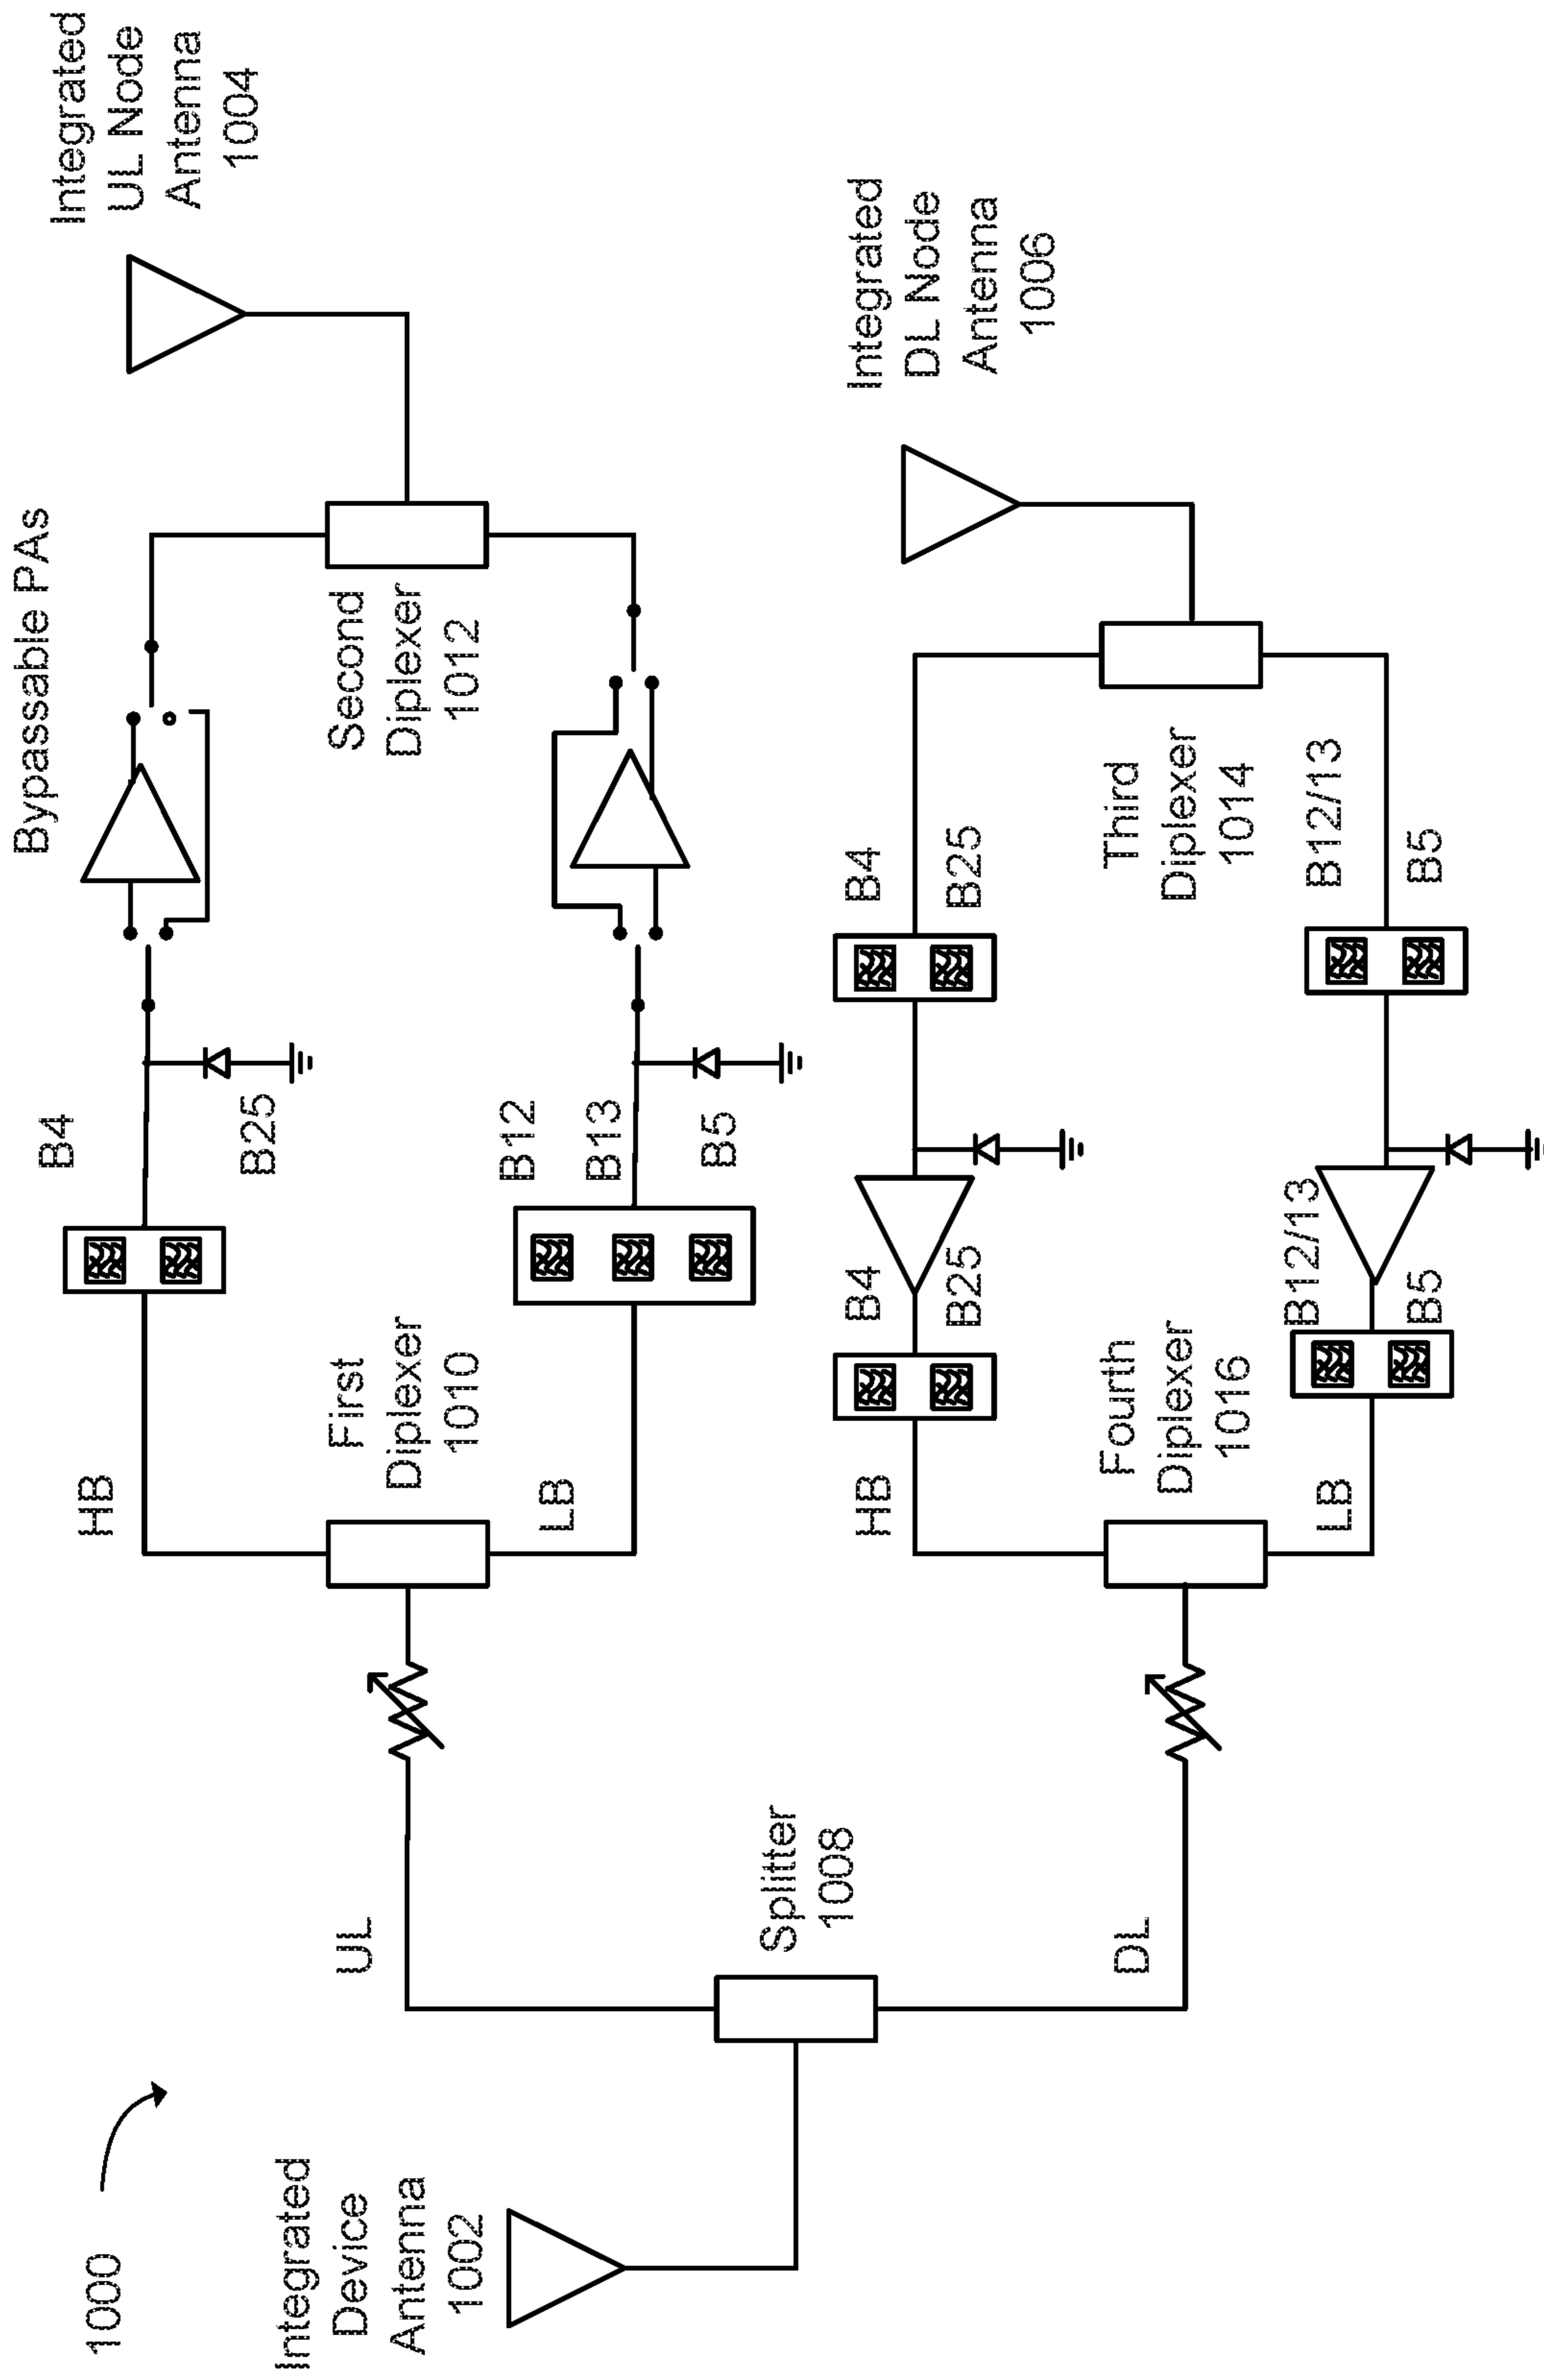 1000
Integrated
Device
Antenna
1002
Splitter
1008
UL
DL
HB
First
Diplexer
1010
LB
B4
B25
B12
B13
B5
Bypassable PAs
Second
Diplexer
1012
Integrated
UL Node
Antenna
1004
HB
Fourth
Diplexer
1016
LB
B4
B25
B12/13
B5
B4
B25
Third
Diplexer
1014
B12/13
B5
Integrated
DL Node
Antenna
1006